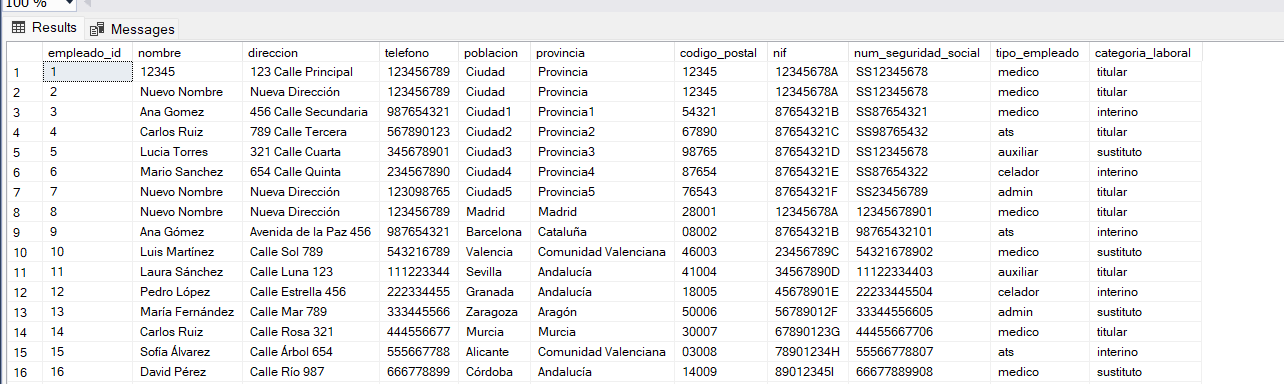 100 %
Results Messages
empleado_id nombre direccion telefono poblacion provincia codigo_postal nif num_seguridad_social tipo_empleado categoria_laboral
1 1 12345 123 Calle Principal 123456789 Ciudad Provincia 12345 12345678A SS12345678 medico titular
2 2 Nuevo Nombre Nueva Dirección 123456789 Ciudad Provincia 12345 12345678A SS12345678 medico titular
3 3 Ana Gomez 456 Calle Secundaria 987654321 Ciudad1 Provincia1 54321 87654321B SS87654321 medico interino
4 4 Carlos Ruiz 789 Calle Tercera 567890123 Ciudad2 Provincia2 67890 87654321C SS98765432 ats titular
5 5 Lucia Torres 321 Calle Cuarta 345678901 Ciudad3 Provincia3 98765 87654321D SS12345678 auxiliar sustituto
6 6 Mario Sanchez 654 Calle Quinta 234567890 Ciudad4 Provincia4 87654 87654321E SS87654322 celador interino
7 7 Nuevo Nombre Nueva Dirección 123098765 Ciudad5 Provincia5 76543 87654321F SS23456789 admin titular
8 8 Nuevo Nombre Nueva Dirección 123456789 Madrid Madrid 28001 12345678A 12345678901 medico titular
9 9 Ana Gómez Avenida de la Paz 456 987654321 Barcelona Cataluña 08002 87654321B 98765432101 ats interino
10 10 Luis Martínez Calle Sol 789 543216789 Valencia Comunidad Valenciana 46003 23456789C 54321678902 medico sustituto
11 11 Laura Sánchez Calle Luna 123 111223344 Sevilla Andalucía 41004 34567890D 11122334403 auxiliar titular
12 12 Pedro López Calle Estrella 456 222334455 Granada Andalucía 18005 45678901E 22233445504 celador interino
13 13 María Fernández Calle Mar 789 333445566 Zaragoza Aragón 50006 56789012F 33344556605 admin sustituto
14 14 Carlos Ruiz Calle Rosa 321 444556677 Murcia Murcia 30007 67890123G 44455667706 medico titular
15 15 Sofía Álvarez Calle Árbol 654 555667788 Alicante Comunidad Valenciana 03008 78901234H 55566778807 ats interino
16 16 David Pérez Calle Río 987 666778899 Córdoba Andalucía 14009 89012345I 66677889908 medico sustituto